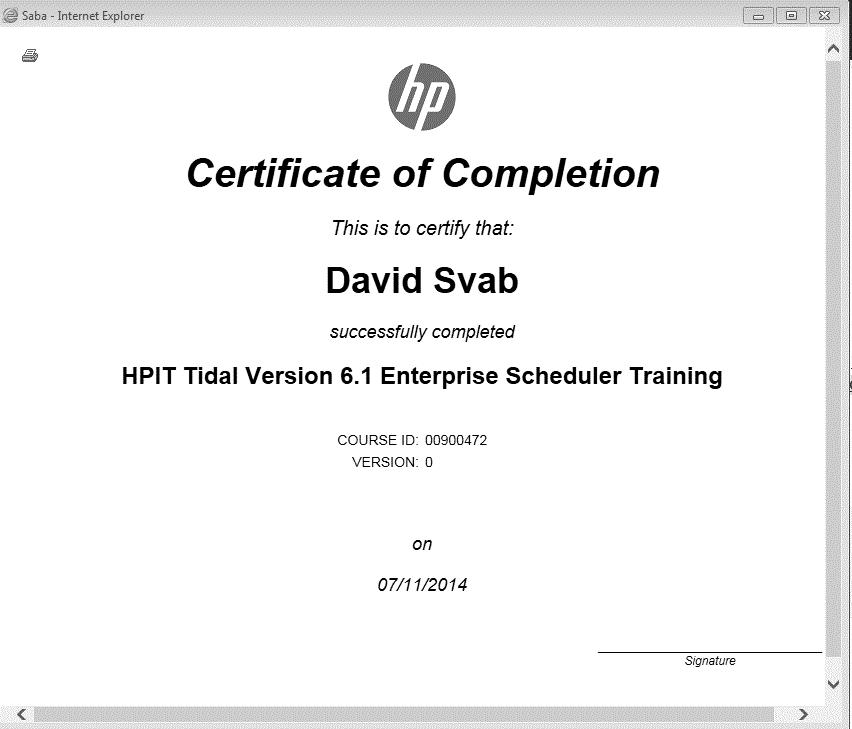 Saba - Internet Explorer
hp
Certificate of Completion
This is to certify that:
David Svab
successfully completed
HPIT Tidal Version 6.1 Enterprise Scheduler Training
COURSE ID: 00900472
VERSION: 0
on
07/11/2014
Signature